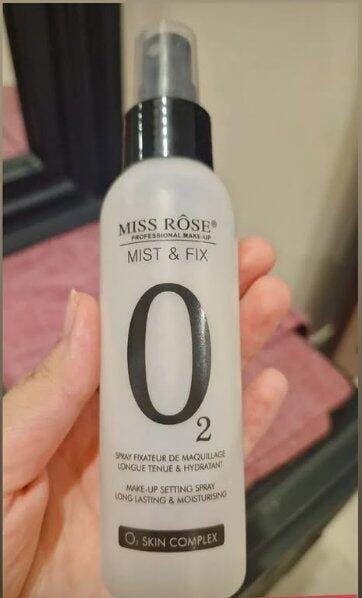 MISS RÔSE®
PROFESSIONAL MAKE-UP
MIST & FIX
O₂
SPRAY FIXATEUR DE MAQUILLAGE
LONGUE TENUE & HYDRATANT
MAKE-UP SETTING SPRAY
LONG LASTING & MOISTURISING
O₂ SKIN COMPLEX